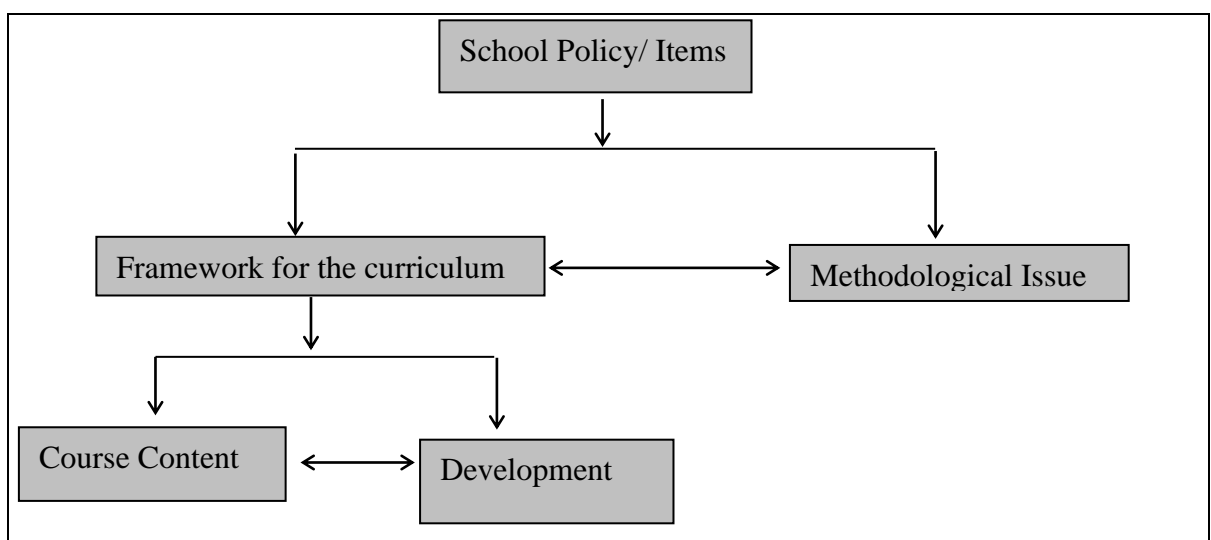 School Policy/ Items
Framework for the curriculum
Methodological Issue
Course Content
Development